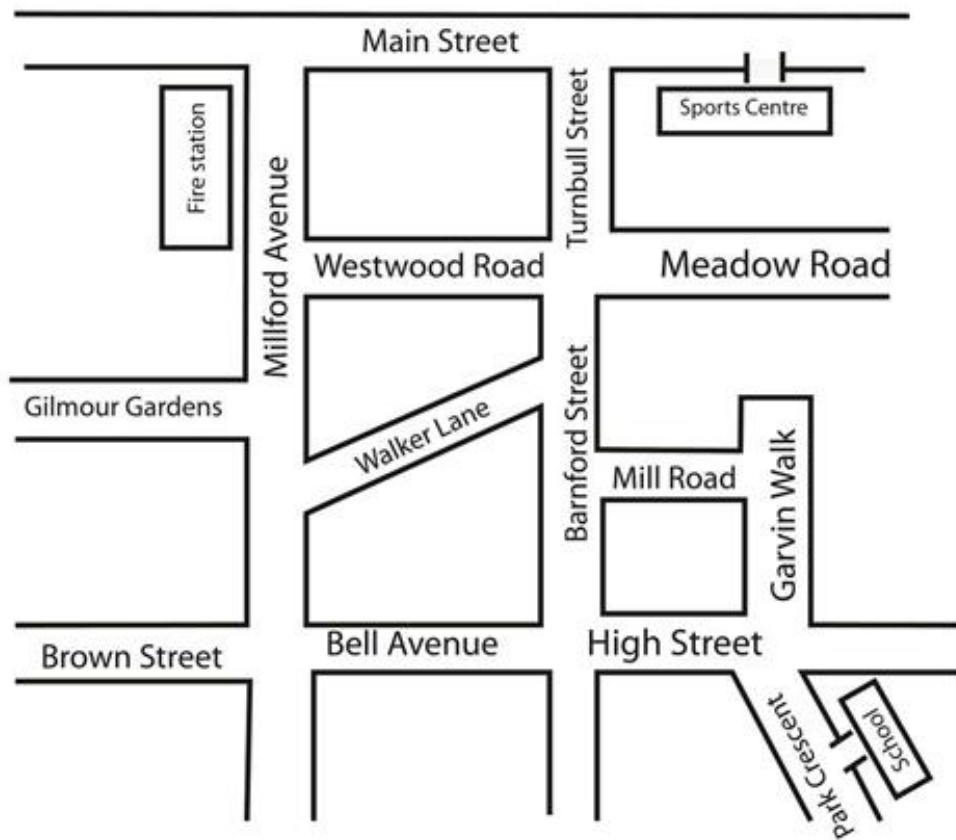 Main Street
Sports Centre
Fire station
Turnbull Street
Millford Avenue
Westwood Road
Meadow Road
Gilmour Gardens
Walker Lane
Barnford Street
Mill Road
Garvin Walk
Brown Street
Bell Avenue
High Street
Park Crescent
School